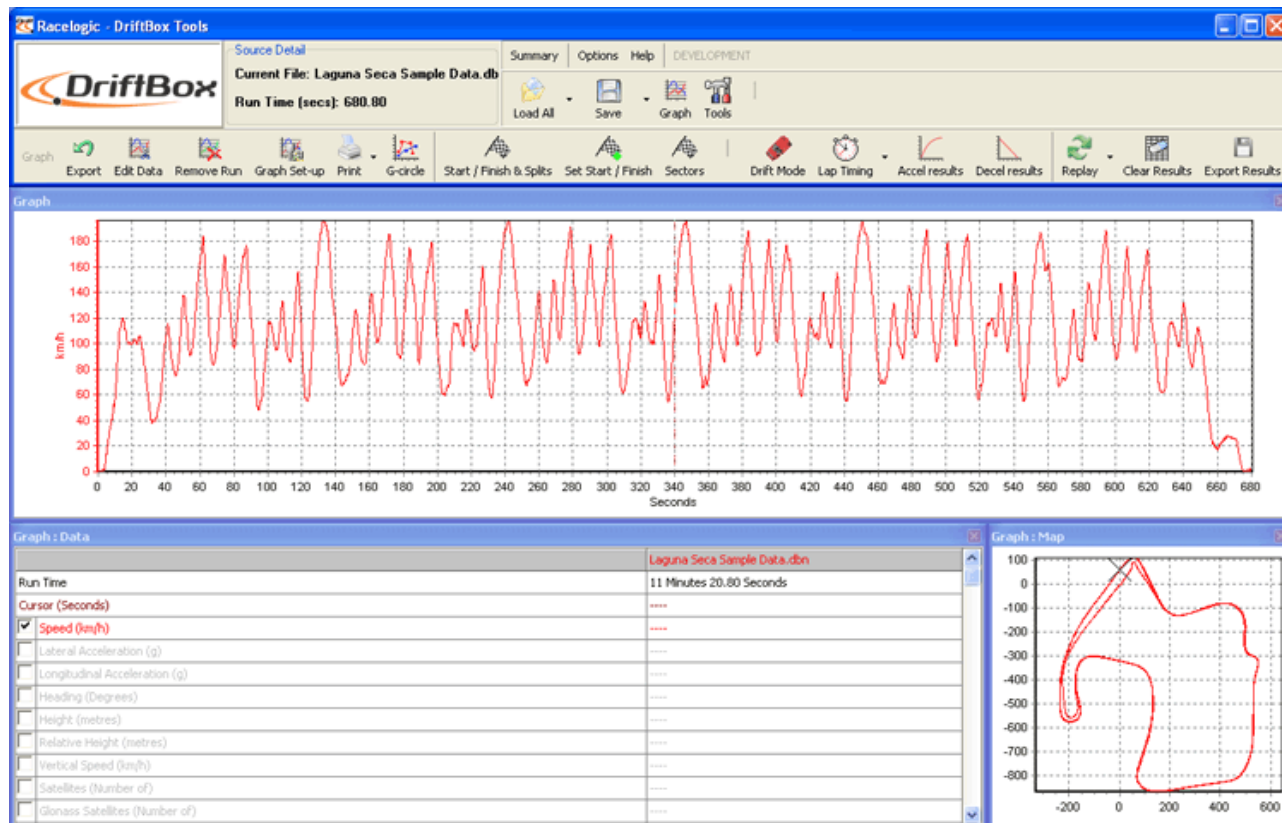 Racelogic - DriftBox Tools
DriftBox
Source Detail
Current File: Laguna Seca Sample Data.db
Run Time (secs): 680.80
Summary Options Help DEVELOPMENT
Load All Save Graph Tools
Graph Export Edit Data Remove Run Graph Set-up Print G-circle Start / Finish & Splits Set Start / Finish Sectors Drift Mode Lap Timing Accel results Decel results Replay Clear Results Export Results
Graph
180
160
140
120
100
80
60
40
20
0
km/h
0 20 40 60 80 100 120 140 160 180 200 220 240 260 280 300 320 340 360 380 400 420 440 460 480 500 520 540 560 580 600 620 640 660 680
Seconds
Graph : Data
Laguna Seca Sample Data.dbn
Run Time 11 Minutes 20.80 Seconds
Cursor (Seconds) ----
Speed (km/h) ----
Lateral Acceleration (g) ----
Longitudinal Acceleration (g) ----
Heading (Degrees) ----
Height (metres) ----
Relative Height (metres) ----
Vertical Speed (km/h) ----
Satellites (Number of) ----
Glonass Satellites (Number of) ----
Graph : Map
100
0
-100
-200
-300
-400
-500
-600
-700
-800
-200 0 200 400 600